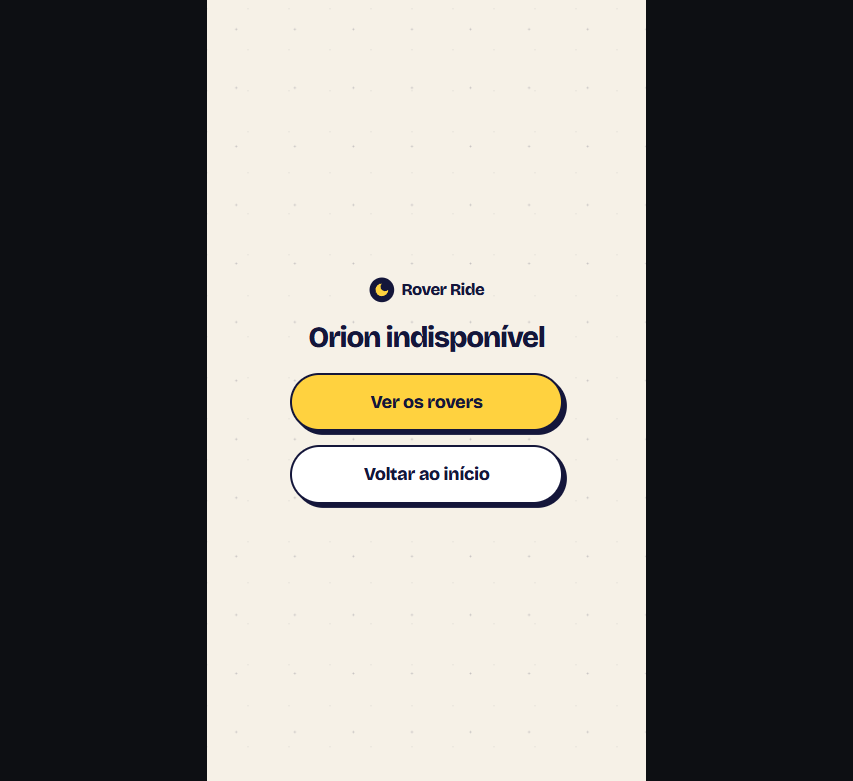 Rover Ride
Orion indisponível
Ver os rovers
Voltar ao início